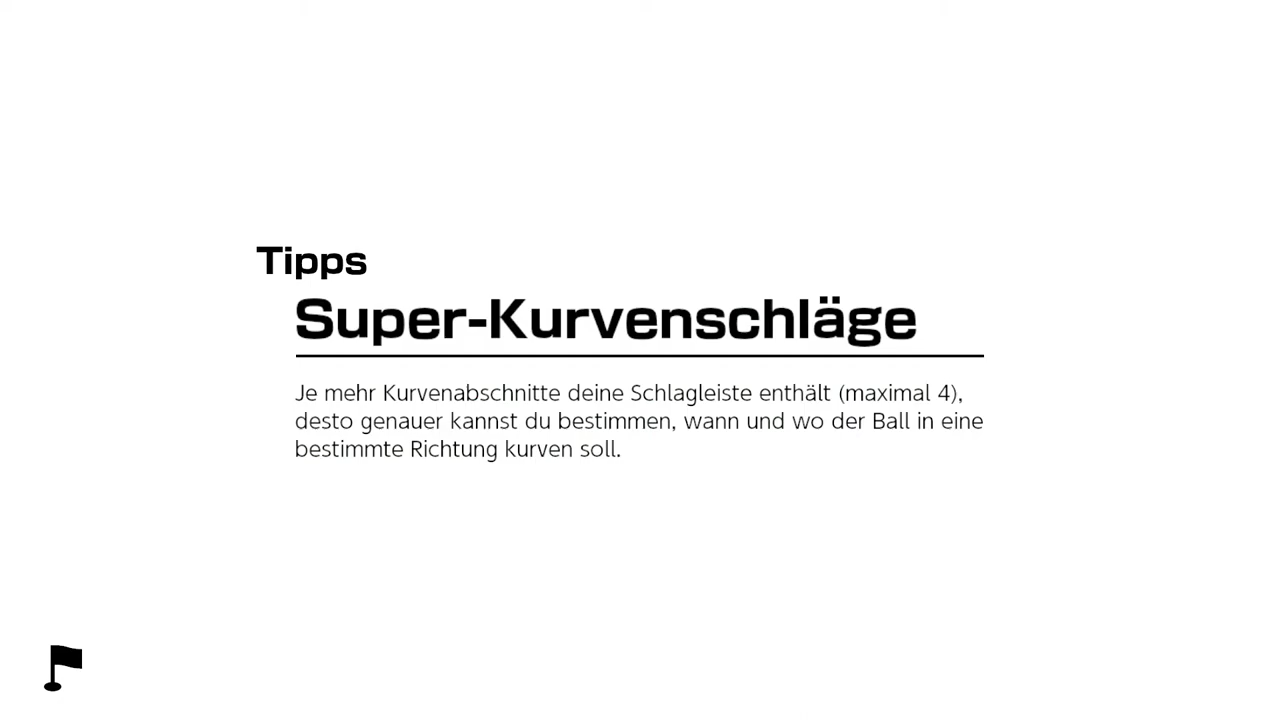 Tipps
Super-Kurvenschläge
Je mehr Kurvenabschnitte deine Schlagleiste enthält (maximal 4),
desto genauer kannst du bestimmen, wann und wo der Ball in eine
bestimmte Richtung kurven soll.